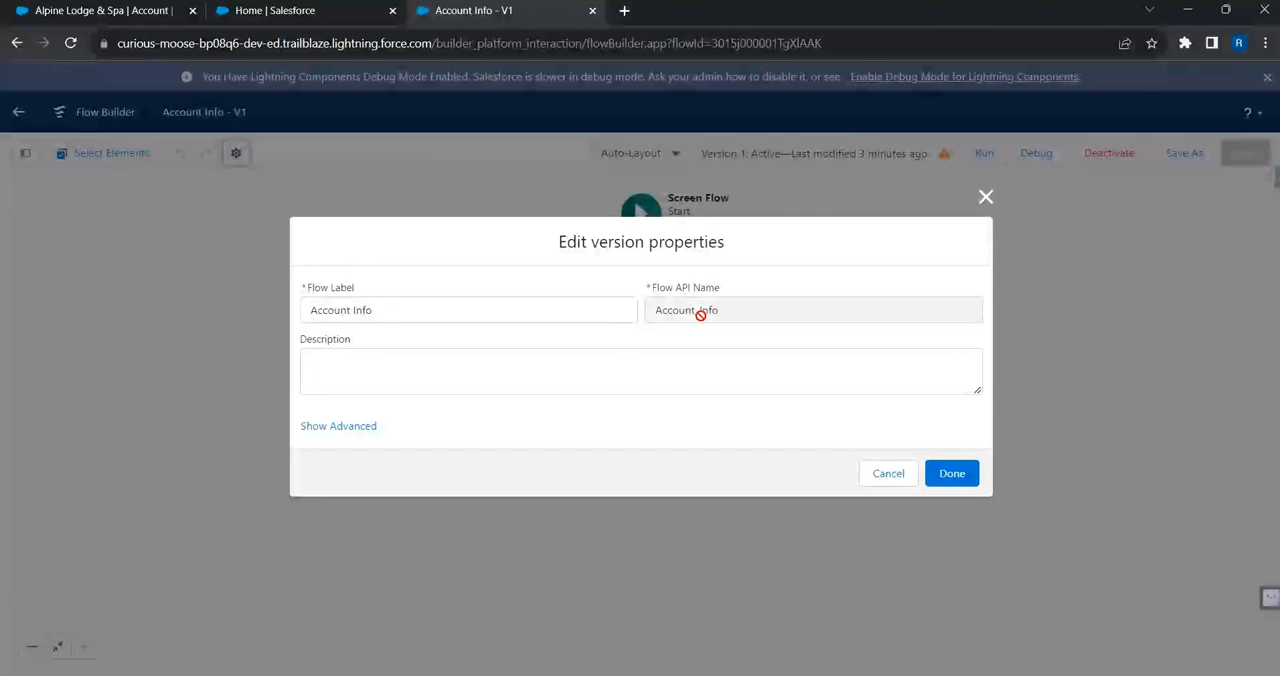 Alpine Lodge & Spa | Account |
Home | Salesforce
Account Info - V1
curious-moose-bp08q6-dev-ed.trailblaze.lightning.force.com/builder_platform_interaction/flowBuilder.app?flowId=3015j000001TgXlAAK
R
You Have Lightning Components Debug Mode Enabled. Salesforce is slower in debug mode. Ask your admin how to disable it, or see Enable Debug Mode for Lightning Components.
Flow Builder Account Info - V1 ?
Select Elements Auto-Layout Version 1: Active—Last modified 3 minutes ago Run Debug Deactivate Save As
Screen Flow
Start
Edit version properties
*Flow Label *Flow API Name
Account Info Account_Info
Description
Show Advanced
Cancel Done